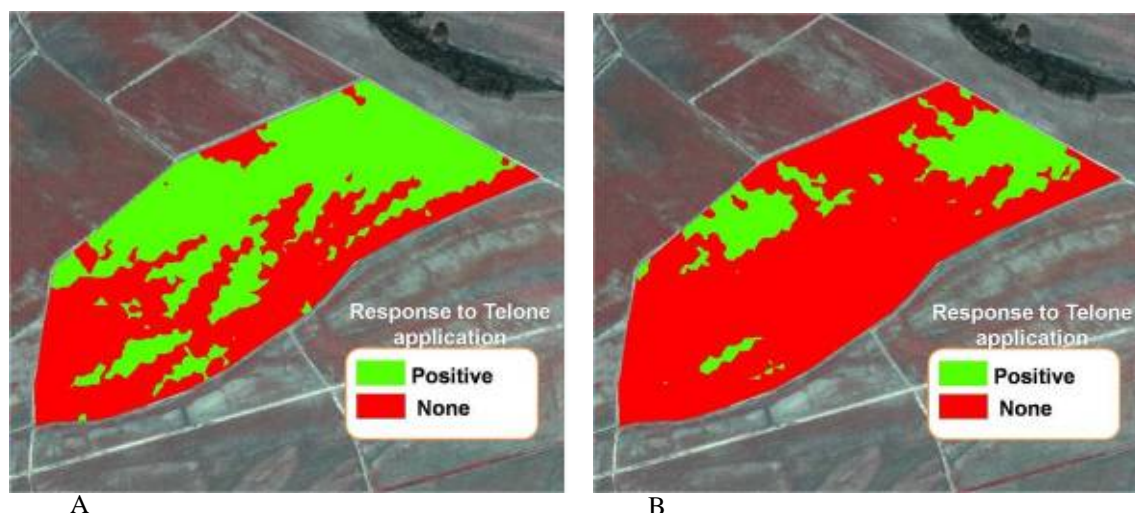 Response to Telone
application
Positive
None
A
Response to Telone
application
Positive
None
B